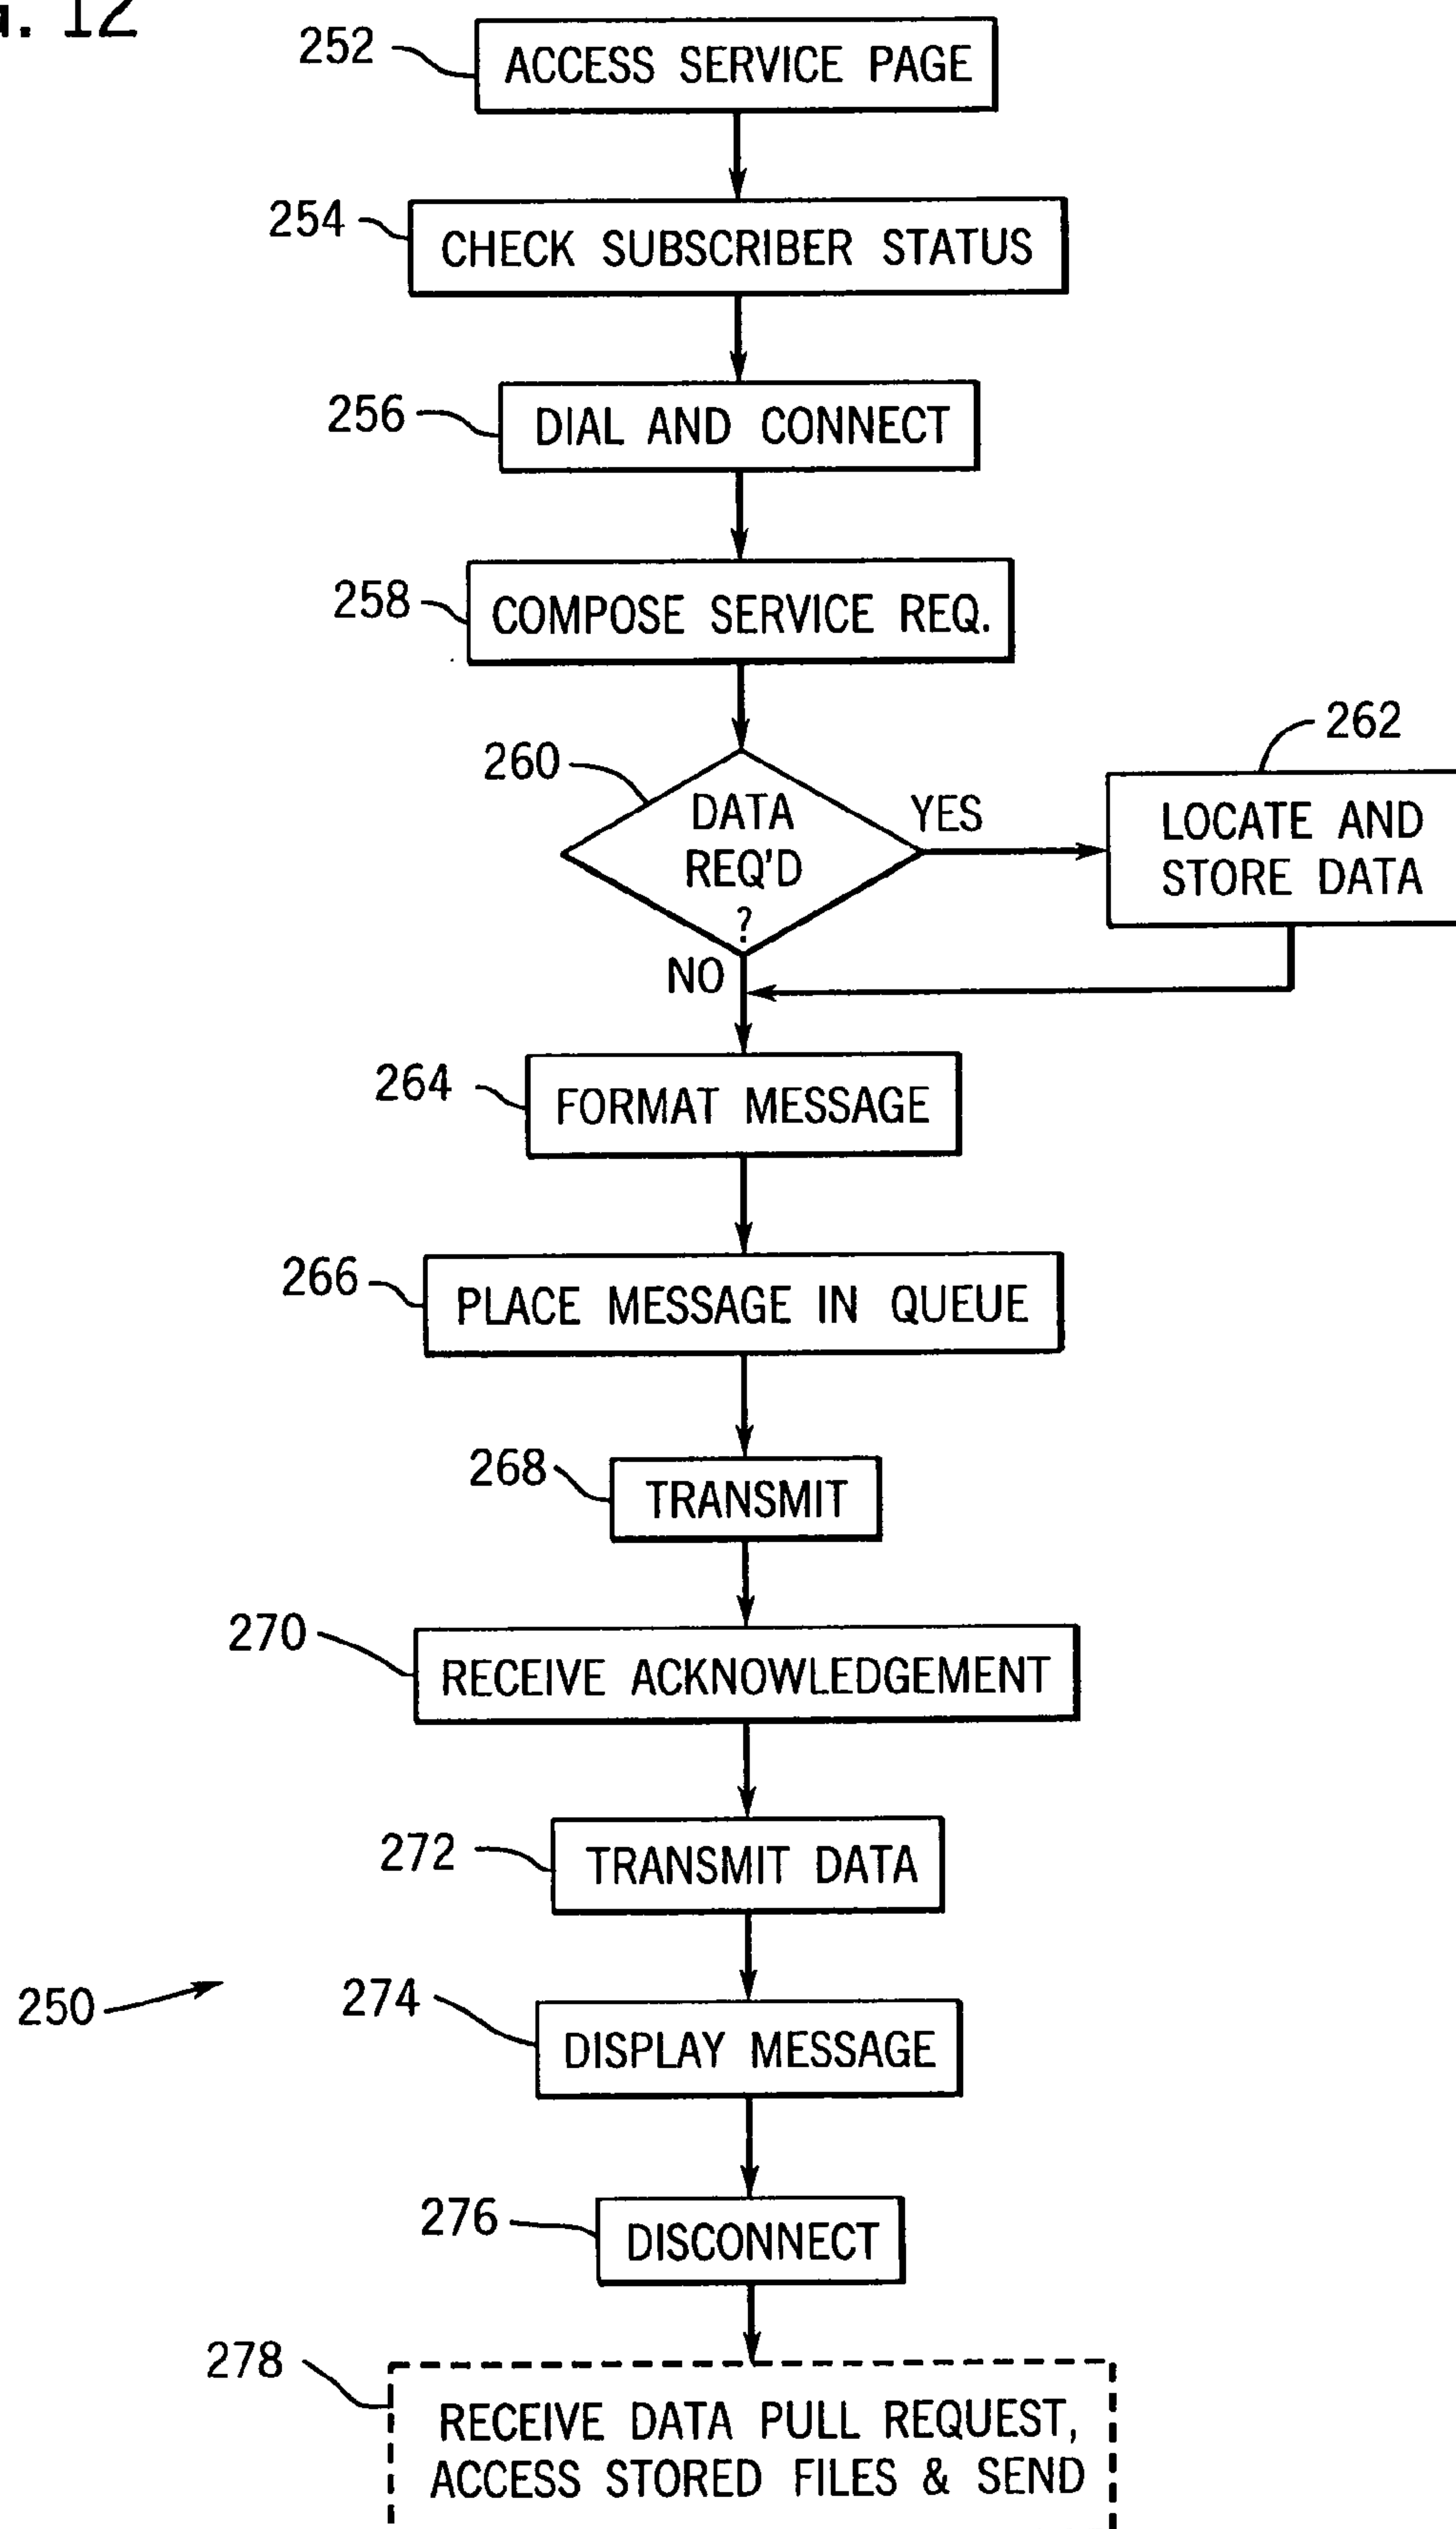 . 12
252
ACCESS SERVICE PAGE
254
CHECK SUBSCRIBER STATUS
256
DIAL AND CONNECT
258
COMPOSE SERVICE REQ.
260
DATA
REQ'D
?
YES
262
LOCATE AND
STORE DATA
NO
264
FORMAT MESSAGE
266
PLACE MESSAGE IN QUEUE
268
TRANSMIT
270
RECEIVE ACKNOWLEDGEMENT
272
TRANSMIT DATA
250
274
DISPLAY MESSAGE
276
DISCONNECT
278
RECEIVE DATA PULL REQUEST,
ACCESS STORED FILES & SEND